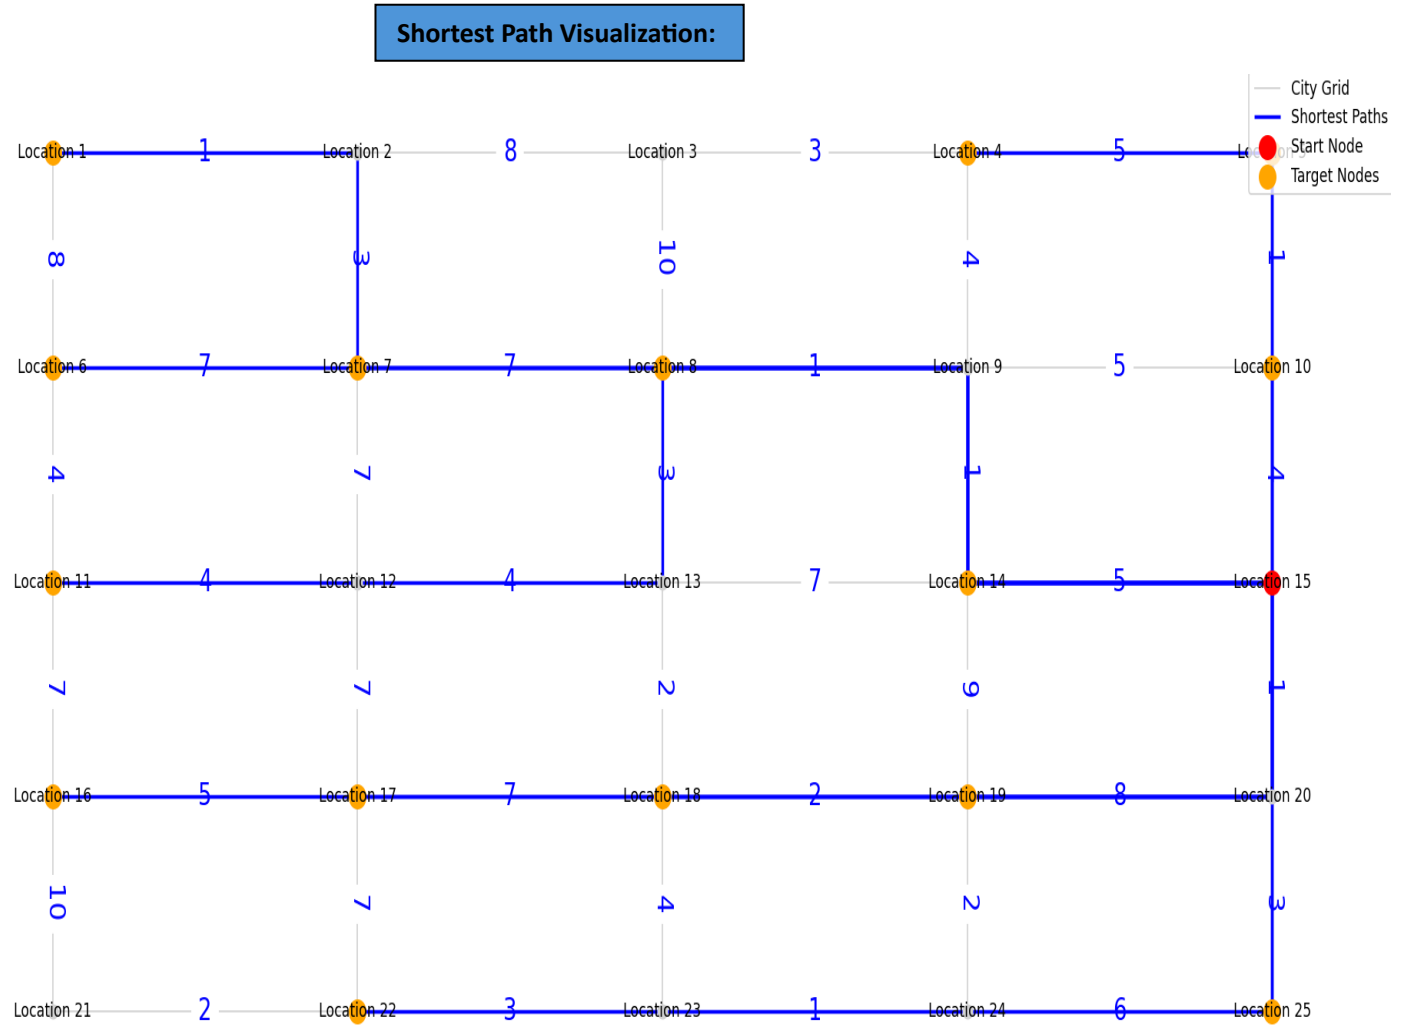 Shortest Path Visualization:
City Grid
Shortest Paths
Start Node
Target Nodes
Location 1 1 Location 2 8 Location 3 3 Location 4 5
8 3 10 4 1
Location 6 7 Location 7 7 Location 8 1 Location 9 5 Location 10
4 7 3 1 4
Location 11 4 Location 12 4 Location 13 7 Location 14 5 Location 15
7 7 2 9 1
Location 16 5 Location 17 7 Location 18 2 Location 19 8 Location 20
10 7 4 2 3
Location 21 2 Location 22 3 Location 23 1 Location 24 6 Location 25